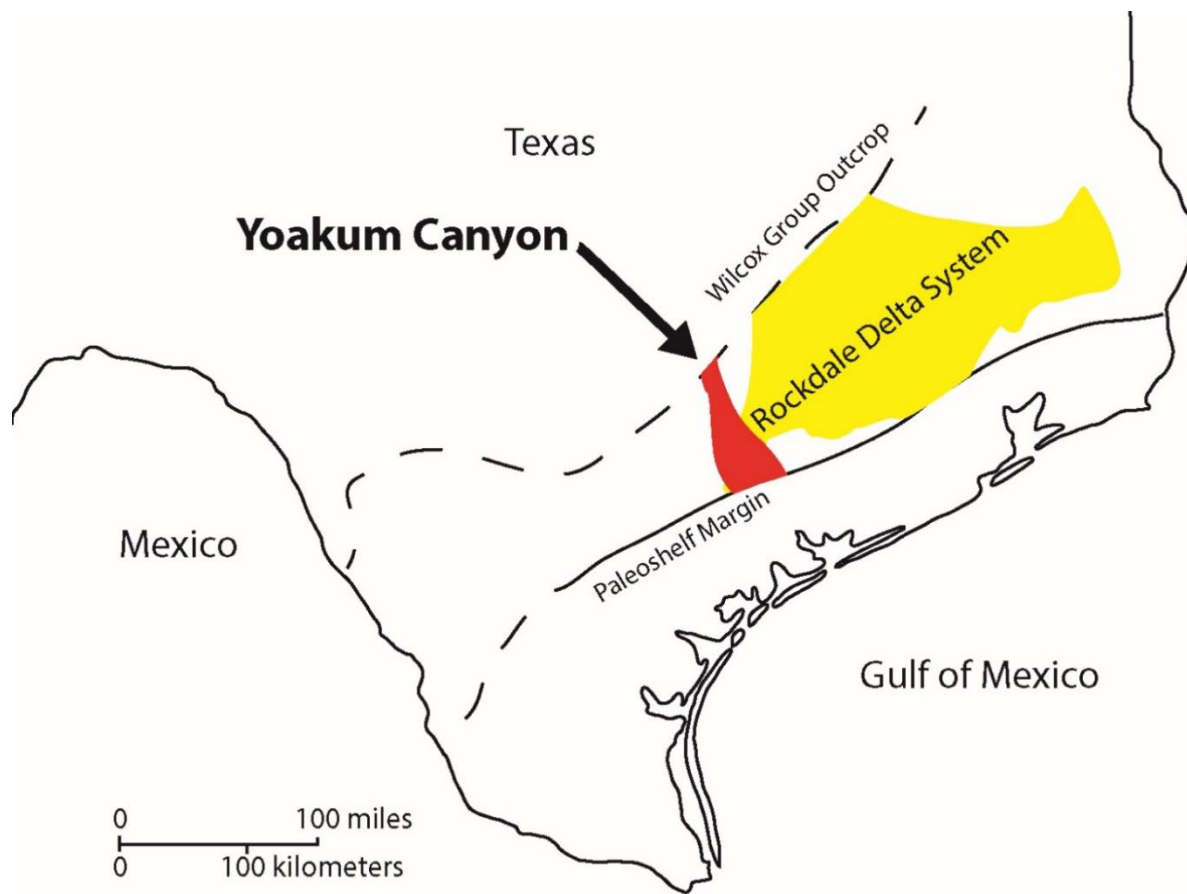 Texas
Yoakum Canyon
Wilcox Group Outcrop
Rockdale Delta System
Mexico
Paleoshelf Margin
Gulf of Mexico
0 100 miles
0 100 kilometers